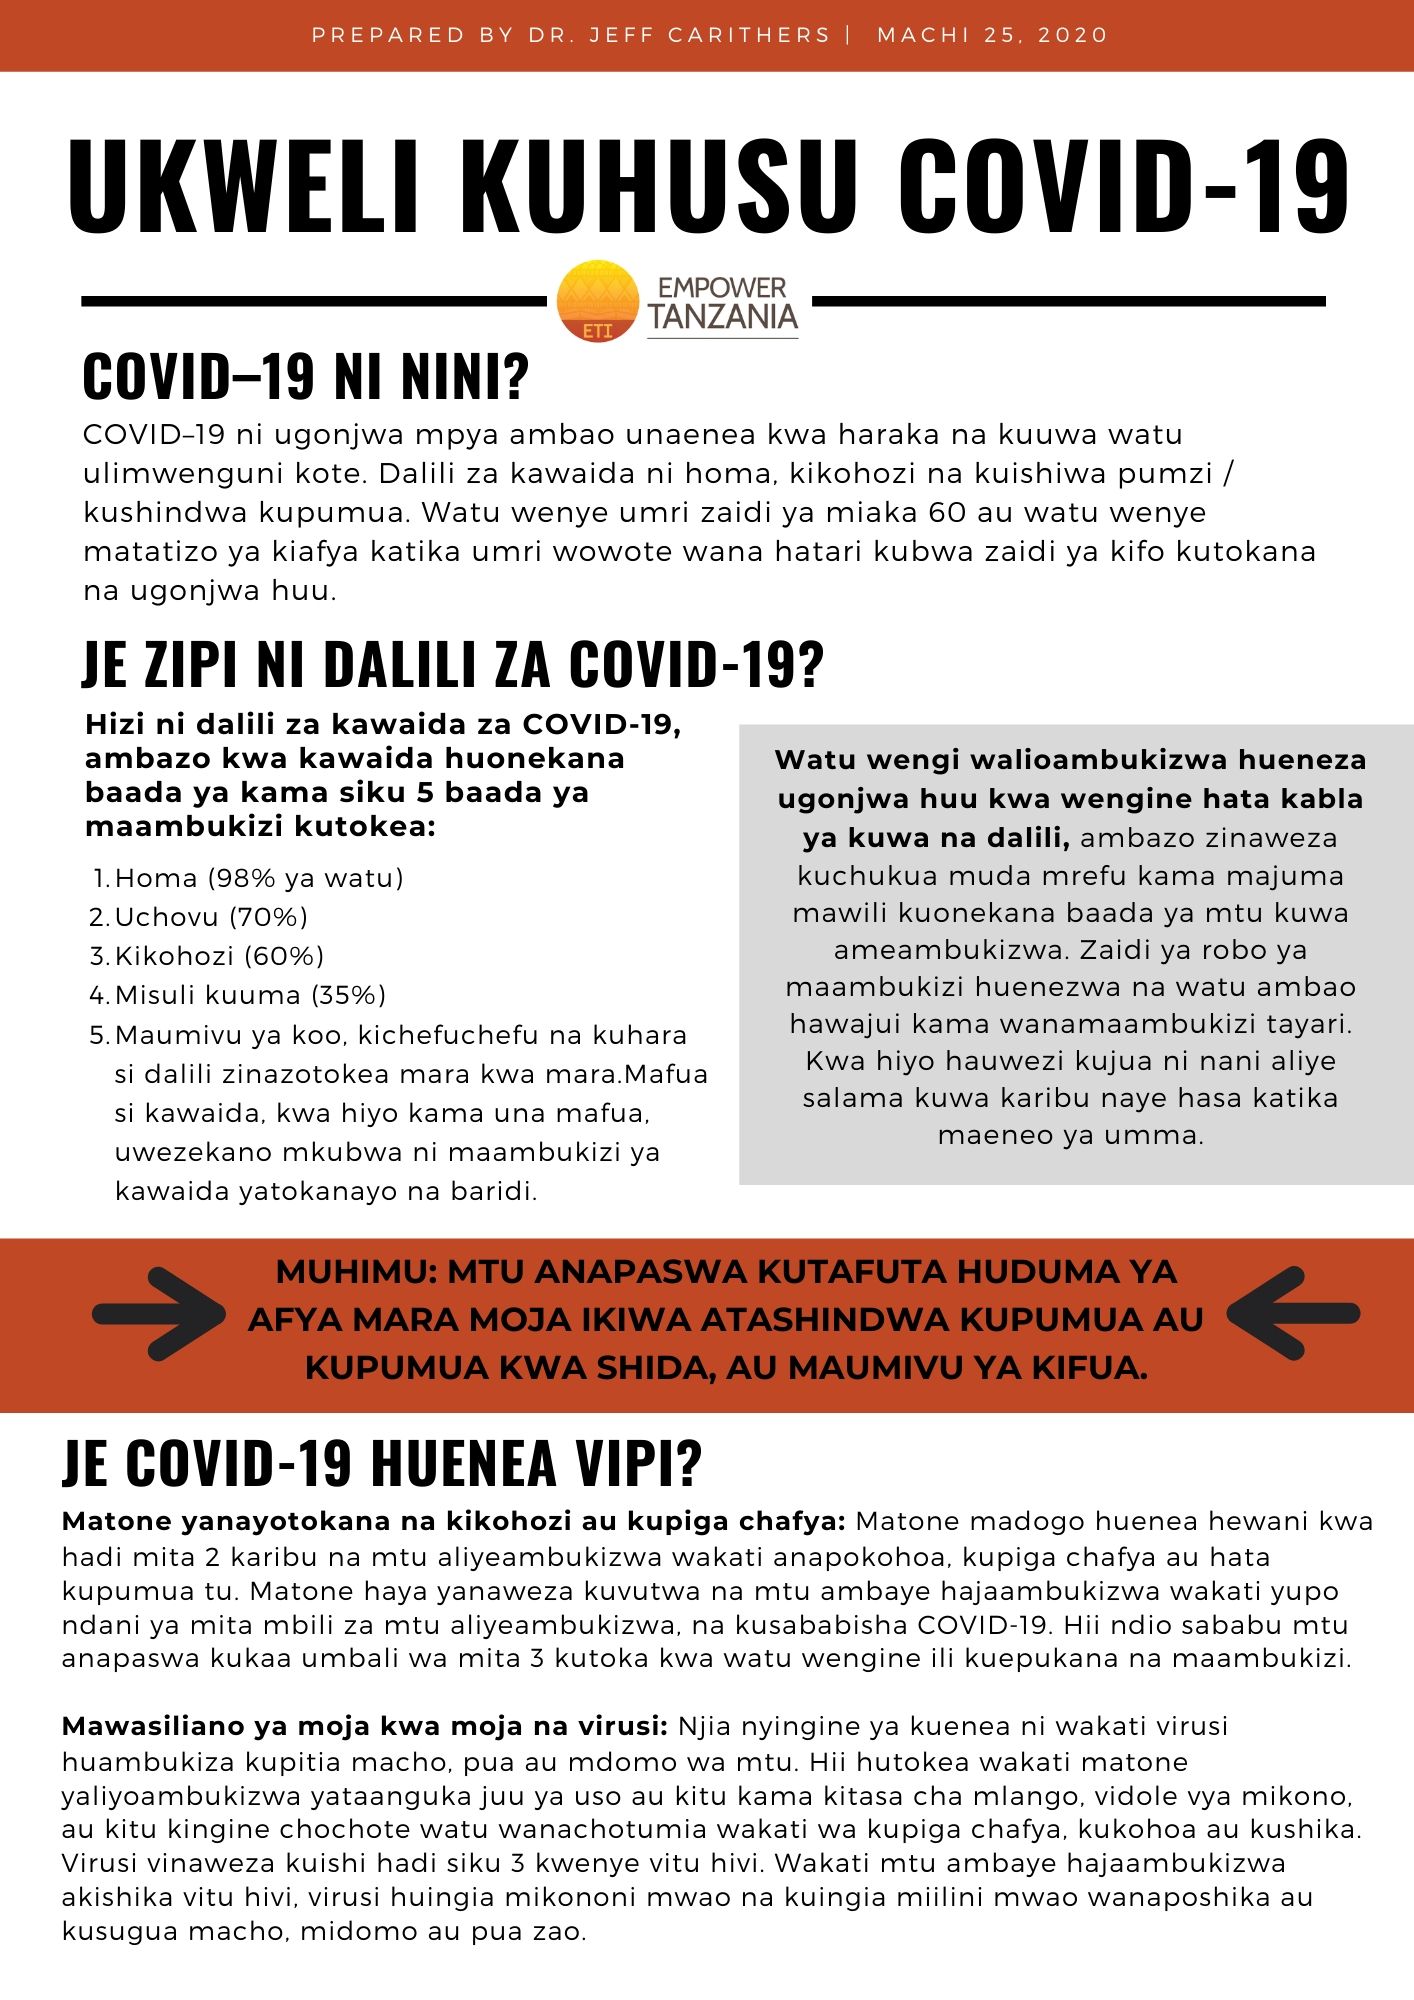 PREPARED BY DR. JEFF CARITHERS | MACHI 25, 2020
UKWELI KUHUSU COVID-19
ETI
EMPOWER
TANZANIA
COVID–19 NI NINI?
COVID–19 ni ugonjwa mpya ambao unaenea kwa haraka na kuuwa watu
ulimwenguni kote. Dalili za kawaida ni homa, kikohozi na kuishiwa pumzi /
kushindwa kupumua. Watu wenye umri zaidi ya miaka 60 au watu wenye
matatizo ya kiafya katika umri wowote wana hatari kubwa zaidi ya kifo kutokana
na ugonjwa huu.
JE ZIPI NI DALILI ZA COVID-19?
Hizi ni dalili za kawaida za COVID-19,
ambazo kwa kawaida huonekana
baada ya kama siku 5 baada ya
maambukizi kutokea:
1. Homa (98% ya watu)
2. Uchovu (70%)
3. Kikohozi (60%)
4. Misuli kuuma (35%)
5. Maumivu ya koo, kichefuchefu na kuhara
si dalili zinazotokea mara kwa mara.Mafua
si kawaida, kwa hiyo kama una mafua,
uwezekano mkubwa ni maambukizi ya
kawaida yatokanayo na baridi.
Watu wengi walioambukizwa hueneza
ugonjwa huu kwa wengine hata kabla
ya kuwa na dalili, ambazo zinaweza
kuchukua muda mrefu kama majuma
mawili kuonekana baada ya mtu kuwa
ameambukizwa. Zaidi ya robo ya
maambukizi huenezwa na watu ambao
hawajui kama wanamaambukizi tayari.
Kwa hiyo hauwezi kujua ni nani aliye
salama kuwa karibu naye hasa katika
maeneo ya umma.
MUHIMU: MTU ANAPASWA KUTAFUTA HUDUMA YA
AFYA MARA MOJA IKIWA ATASHINDWA KUPUMUA AU
KUPUMUA KWA SHIDA, AU MAUMIVU YA KIFUA.
JE COVID-19 HUENEA VIPI?
Matone yanayotokana na kikohozi au kupiga chafya: Matone madogo huenea hewani kwa
hadi mita 2 karibu na mtu aliyeambukizwa wakati anapokohoa, kupiga chafya au hata
kupumua tu. Matone haya yanaweza kuvutwa na mtu ambaye hajaambukizwa wakati yupo
ndani ya mita mbili za mtu aliyeambukizwa, na kusababisha COVID-19. Hii ndio sababu mtu
anapaswa kukaa umbali wa mita 3 kutoka kwa watu wengine ili kuepukana na maambukizi.
Mawasiliano ya moja kwa moja na virusi: Njia nyingine ya kuenea ni wakati virusi
huambukiza kupitia macho, pua au mdomo wa mtu. Hii hutokea wakati matone
yaliyoambukizwa yataanguka juu ya uso au kitu kama kitasa cha mlango, vidole vya mikono,
au kitu kingine chochote watu wanachotumia wakati wa kupiga chafya, kukohoa au kushika.
Virusi vinaweza kuishi hadi siku 3 kwenye vitu hivi. Wakati mtu ambaye hajaambukizwa
akishika vitu hivi, virusi huingia mikononi mwao na kuingia miilini mwao wanaposhika au
kusugua macho, midomo au pua zao.